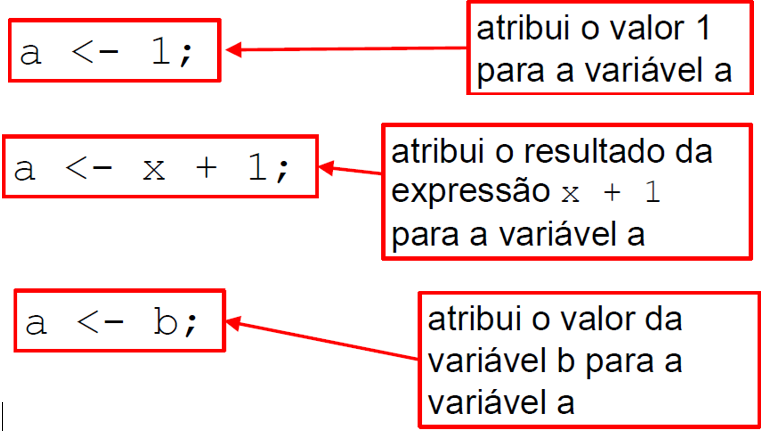 a <- 1;
atribui o valor 1
para a variável a
a <- x + 1;
atribui o resultado da
expressão x + 1
para a variável a
a <- b;
atribui o valor da
variável b para a
variável a